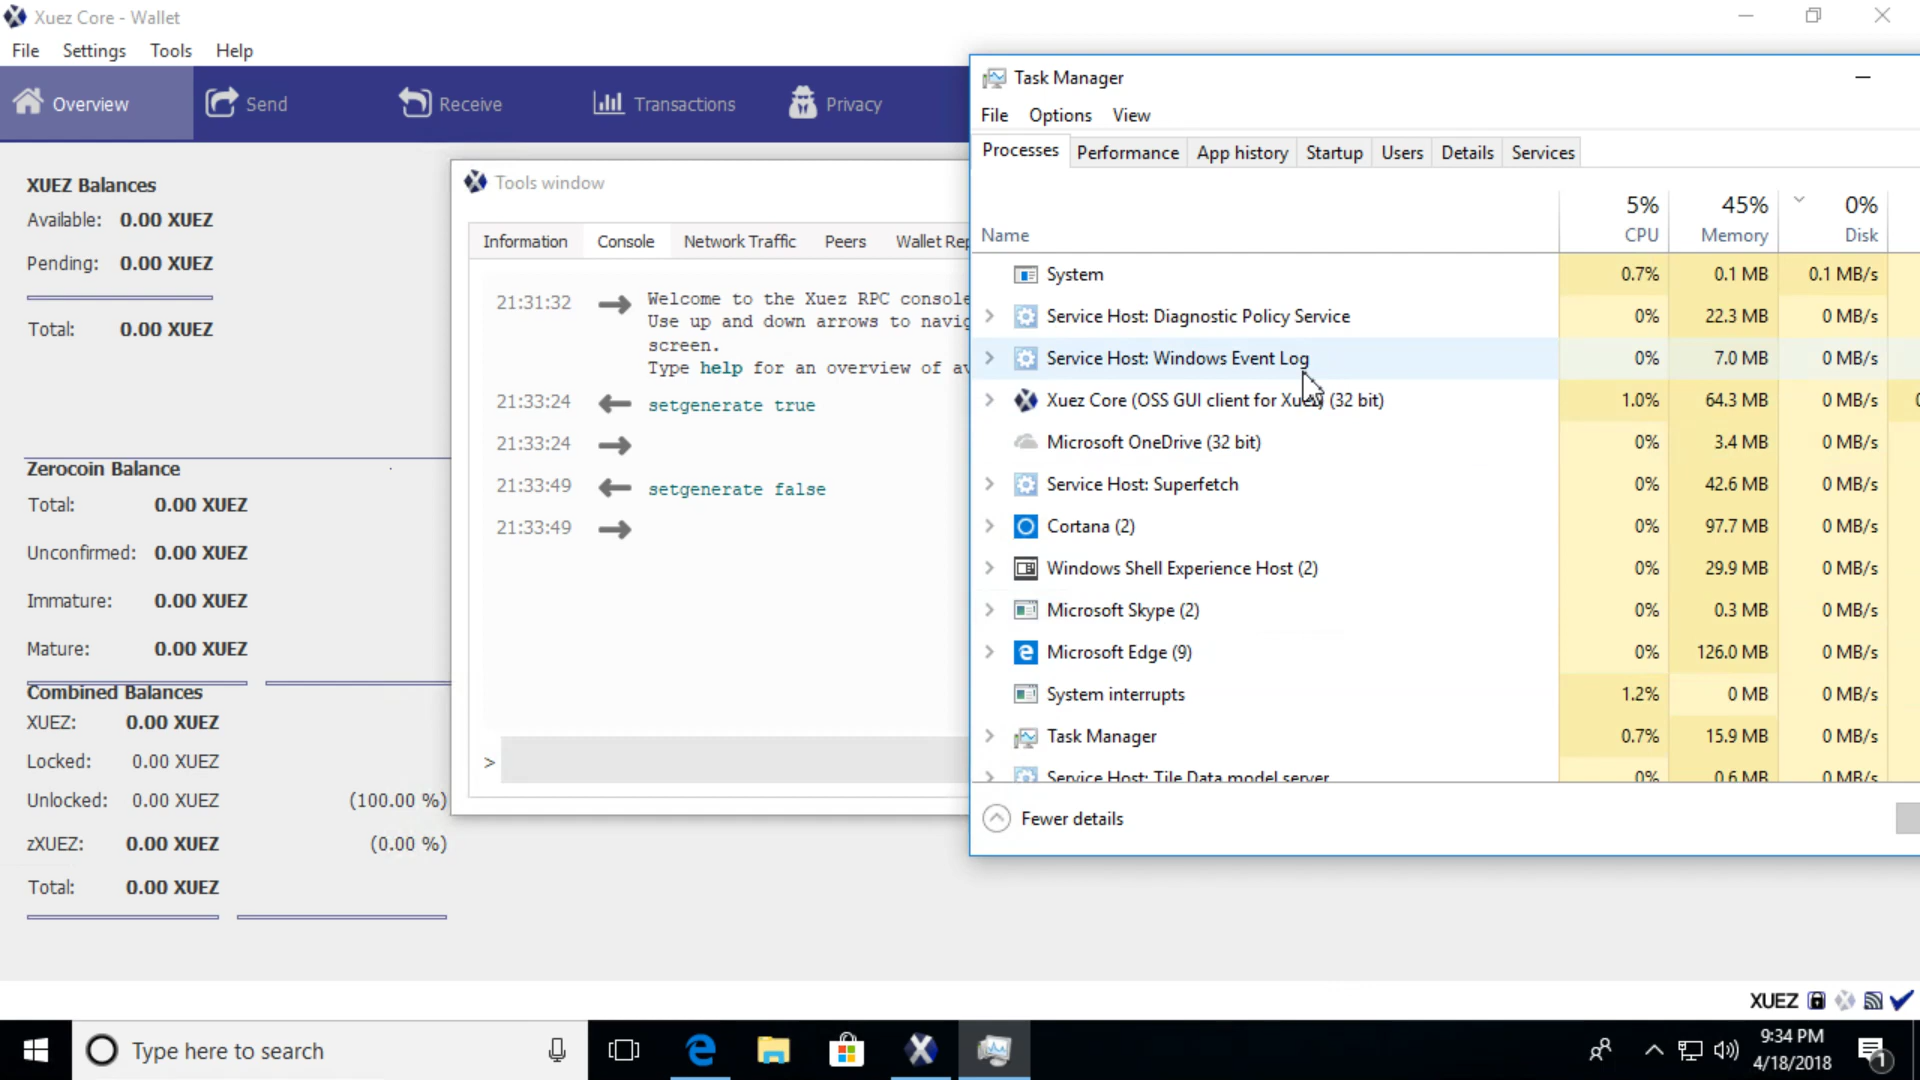 Xuez Core - Wallet
File Settings Tools Help
Overview Send Receive Transactions Privacy
XUEZ Balances
Available: 0.00 XUEZ
Pending: 0.00 XUEZ
Total: 0.00 XUEZ
Zerocoin Balance
Total: 0.00 XUEZ
Unconfirmed: 0.00 XUEZ
Immature: 0.00 XUEZ
Mature: 0.00 XUEZ
Combined Balances
XUEZ: 0.00 XUEZ
Locked: 0.00 XUEZ
Unlocked: 0.00 XUEZ (100.00 %)
zXUEZ: 0.00 XUEZ (0.00 %)
Total: 0.00 XUEZ
Tools window
Information Console Network Traffic Peers Wallet Rep
21:31:32 Welcome to the Xuez RPC console
Use up and down arrows to navig
screen.
Type help for an overview of av
21:33:24 setgenerate true
21:33:24
21:33:49 setgenerate false
21:33:49
>
Task Manager
File Options View
Processes Performance App history Startup Users Details Services
5% 45% 0%
Name CPU Memory Disk
System 0.7% 0.1 MB 0.1 MB/s
Service Host: Diagnostic Policy Service 0% 22.3 MB 0 MB/s
Service Host: Windows Event Log 0% 7.0 MB 0 MB/s
Xuez Core (OSS GUI client for Xuez) (32 bit) 1.0% 64.3 MB 0 MB/s
Microsoft OneDrive (32 bit) 0% 3.4 MB 0 MB/s
Service Host: Superfetch 0% 42.6 MB 0 MB/s
Cortana (2) 0% 97.7 MB 0 MB/s
Windows Shell Experience Host (2) 0% 29.9 MB 0 MB/s
Microsoft Skype (2) 0% 0.3 MB 0 MB/s
Microsoft Edge (9) 0% 126.0 MB 0 MB/s
System interrupts 1.2% 0 MB 0 MB/s
Task Manager 0.7% 15.9 MB 0 MB/s
Service Host: Tile Data model server 0% 0.6 MB 0 MB/s
Fewer details
XUEZ
Type here to search
9:34 PM
4/18/2018
1